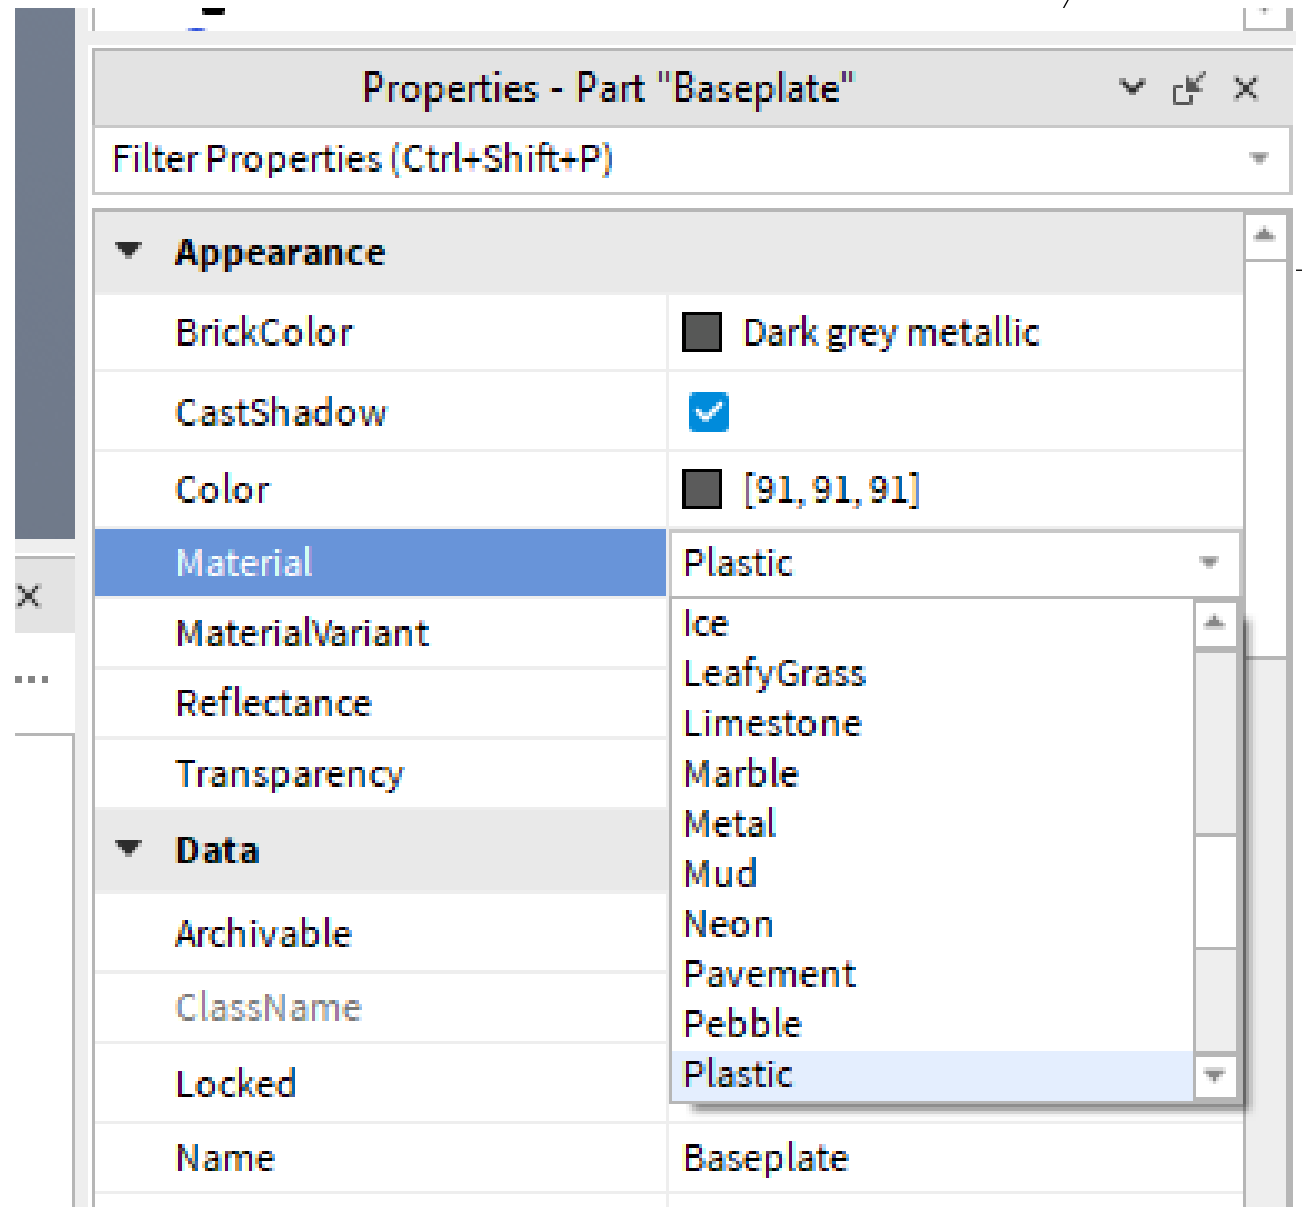 Properties - Part "Baseplate"
Filter Properties (Ctrl+Shift+P)
Appearance
BrickColor Dark grey metallic
CastShadow
Color [91, 91, 91]
Material Plastic
MaterialVariant
Reflectance
Transparency
Ice
LeafyGrass
Limestone
Marble
Metal
Mud
Neon
Pavement
Pebble
Plastic
Data
Archivable
ClassName
Locked
Name Baseplate